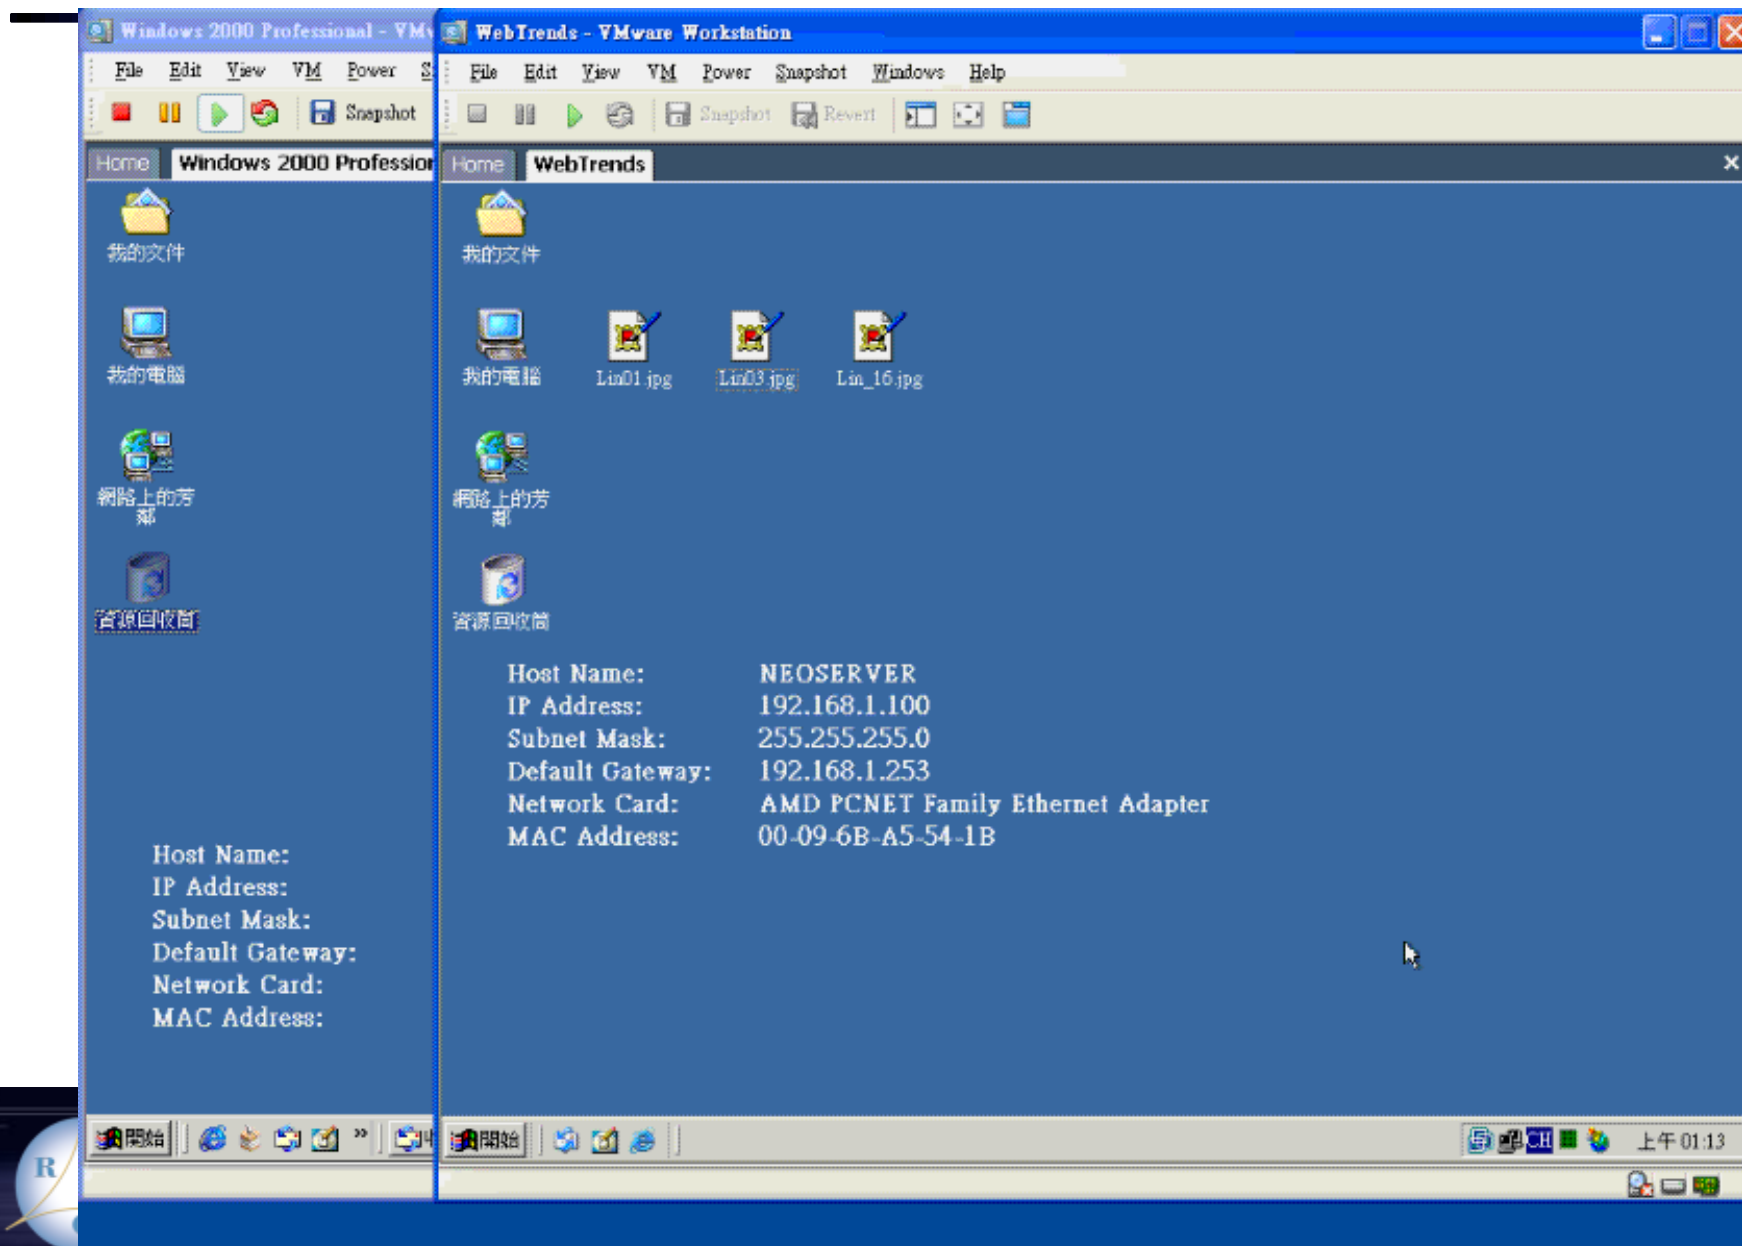 Windows 2000 Professional - VM
File Edit View VM Power S
Snapshot
Home Windows 2000 Profession
我的文件
我的電腦
網路上的芳
鄰
資源回收筒
Host Name:
IP Address:
Subnet Mask:
Default Gateway:
Network Card:
MAC Address:
開始 »
WebTrends - VMware Workstation
File Edit View VM Power Snapshot Windows Help
Snapshot Revert
Home WebTrends
我的文件
我的電腦 Lin01.jpg Lin03.jpg Lin_16.jpg
網路上的芳
鄰
資源回收筒
Host Name: NEOSERVER
IP Address: 192.168.1.100
Subnet Mask: 255.255.255.0
Default Gateway: 192.168.1.253
Network Card: AMD PCNET Family Ethernet Adapter
MAC Address: 00-09-6B-A5-54-1B
開始 CH 上午 01:13
R